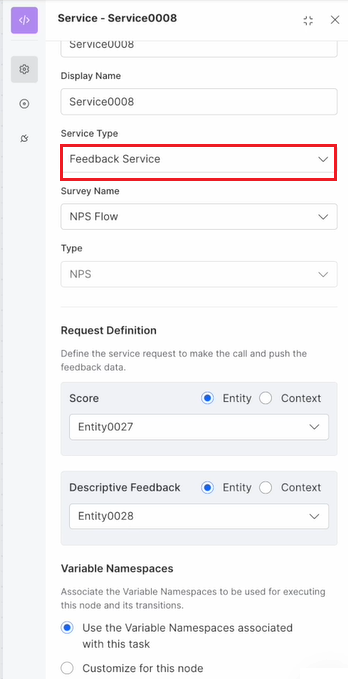 Service - Service0008
Service0008
Display Name
Service0008
Service Type
Feedback Service
Survey Name
NPS Flow
Type
NPS
Request Definition
Define the service request to make the call and push the
feedback data.
Score Entity Context
Entity0027
Descriptive Feedback Entity Context
Entity0028
Variable Namespaces
Associate the Variable Namespaces to be used for executing
this node and its transitions.
Use the Variable Namespaces associated
with this task
Customize for this node